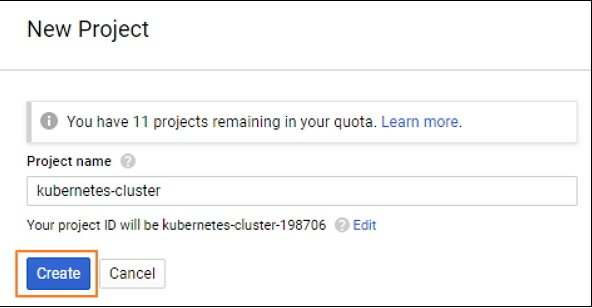 New Project
You have 11 projects remaining in your quota. Learn more.
Project name
kubernetes-cluster
Your project ID will be kubernetes-cluster-198706 Edit
Create Cancel